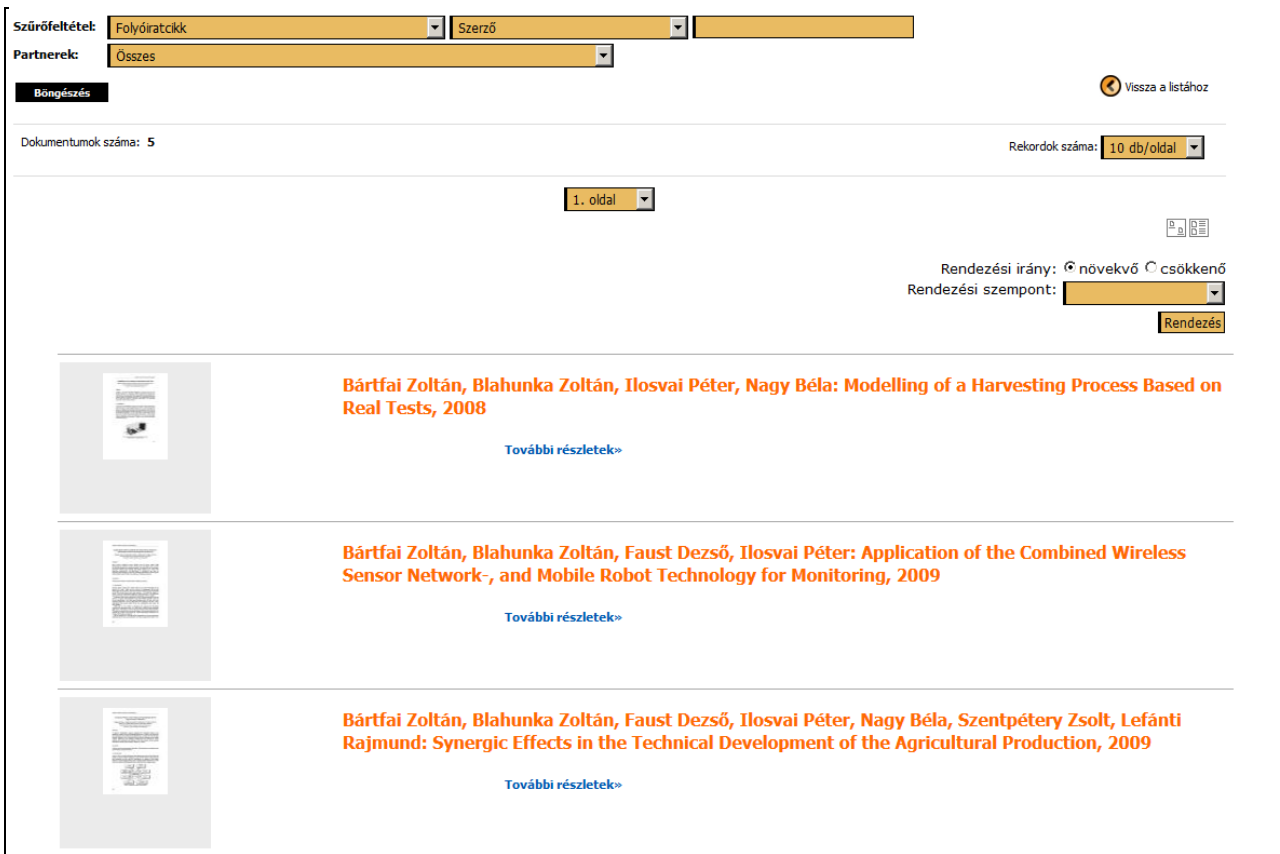 Szűrőfeltétel: Folyóiratcikk Szerző
Partnerek: Összes
Böngészés
Vissza a listához
Dokumentumok száma: 5
Rekordok száma: 10 db/oldal
1. oldal
Rendezési irány: növekvő csökkenő
Rendezési szempont:
Rendezés
Bártfai Zoltán, Blahunka Zoltán, Ilosvai Péter, Nagy Béla: Modelling of a Harvesting Process Based on
Real Tests, 2008
További részletek»
Bártfai Zoltán, Blahunka Zoltán, Faust Dezső, Ilosvai Péter: Application of the Combined Wireless
Sensor Network-, and Mobile Robot Technology for Monitoring, 2009
További részletek»
Bártfai Zoltán, Blahunka Zoltán, Faust Dezső, Ilosvai Péter, Nagy Béla, Szentpétery Zsolt, Lefánti
Rajmund: Synergic Effects in the Technical Development of the Agricultural Production, 2009
További részletek»